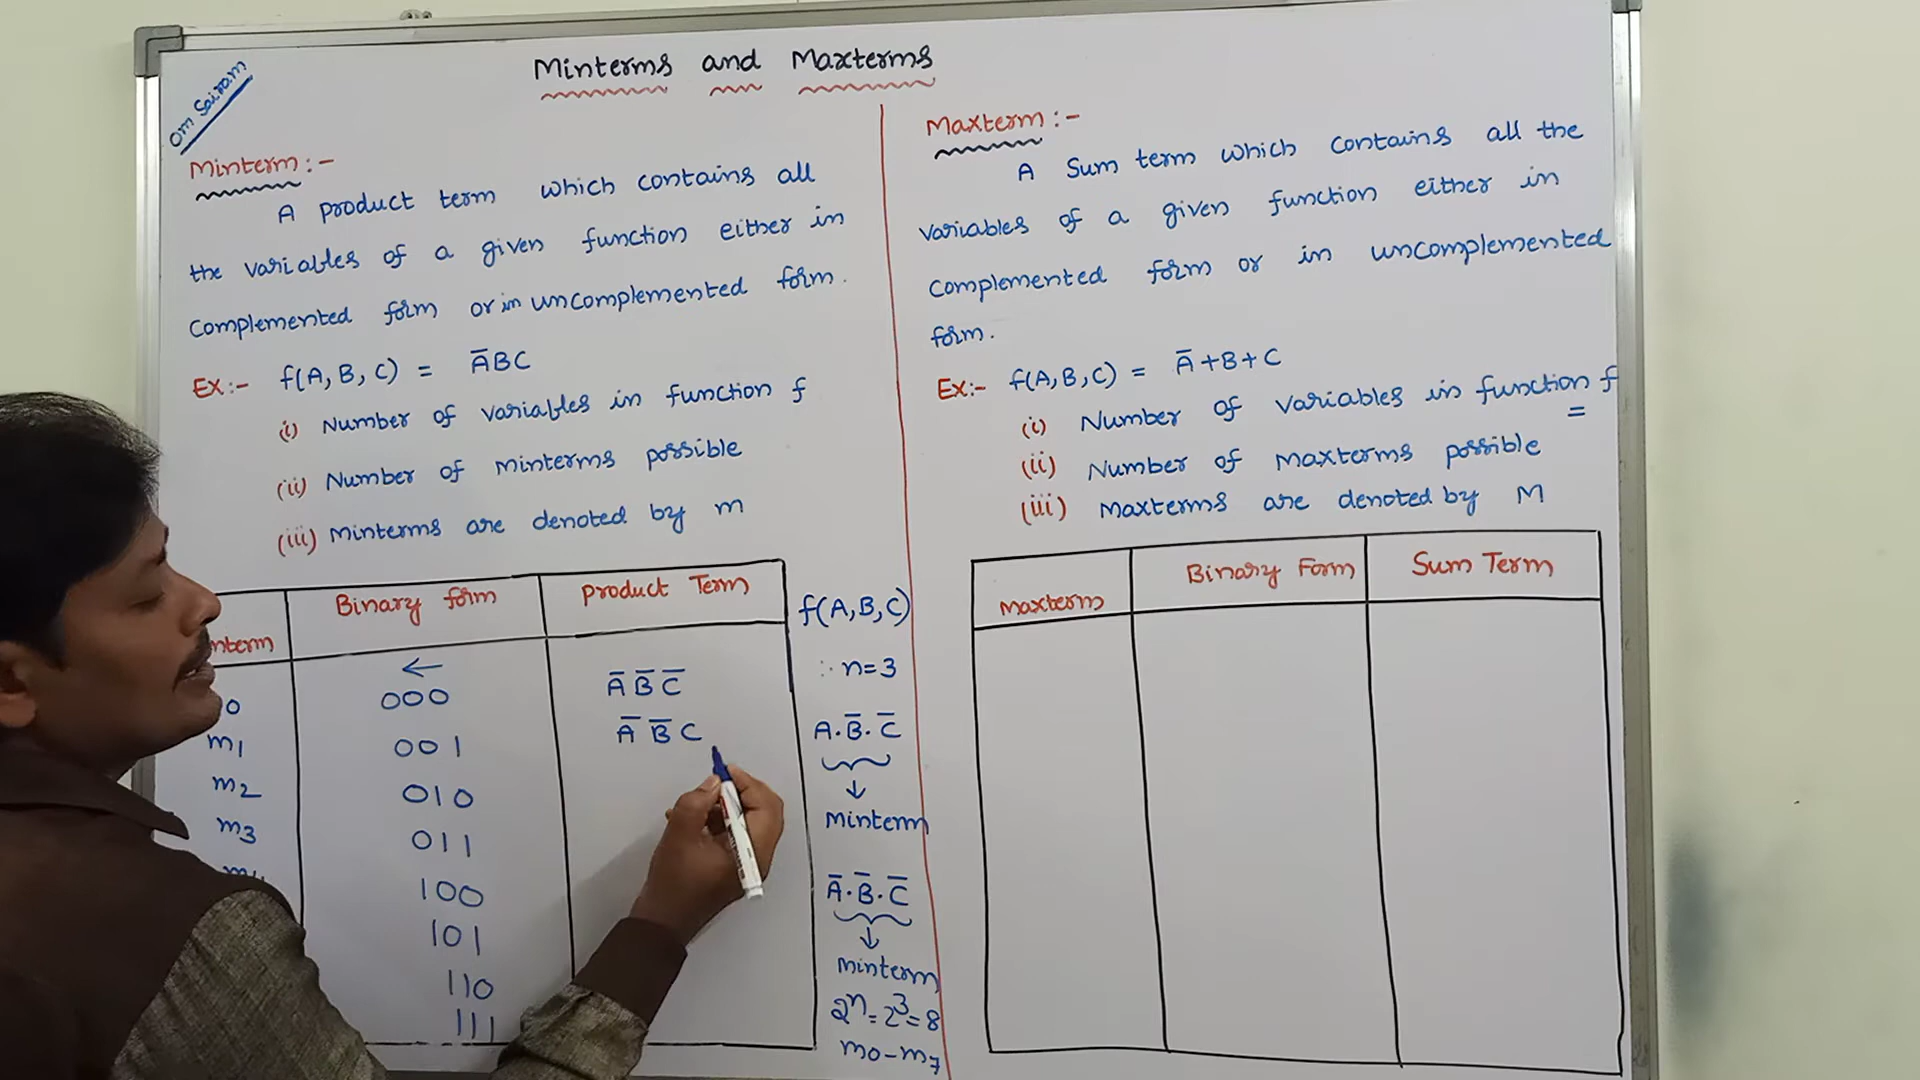 Minterms and Maxterms
Om Sairam
Minterm :-
A product term which contains all
the variables of a given function either in
complemented form or in uncomplemented form.
Ex:- f(A, B, C) = A̅BC
(i) Number of variables in function f
(ii) Number of minterms possible
(iii) Minterms are denoted by m
nterm Binary form Product Term
←
0 000 A̅ B̅ C̅
m1 001 A̅ B̅ C
m2 010
m3 011
100
101
110
111
f(A, B, C)
∴ n=3
A·B̅·C̅
↓
Minterm
A̅·B̅·C̅
↓
Minterm
2ⁿ=2³=8
m0-m7
Maxterm :-
A Sum term which contains all the
variables of a given function either in
complemented form or in uncomplemented
form.
Ex:- f(A, B, C) = A̅+B+C
(i) Number of variables in function f
=
(ii) Number of maxterms possible
(iii) Maxterms are denoted by M
Maxterm Binary Form Sum Term